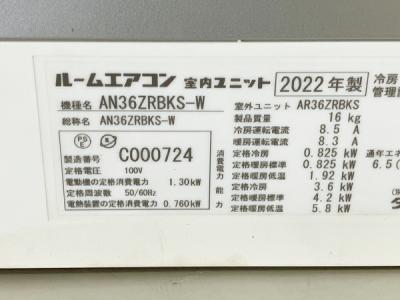 ルームエアコン 室内ユニット 2022年製 冷房
機種名 AN36ZRBKS-W 室外ユニット AR36ZRBKS 管理
総称名 AN36ZRBKS-W 製品質量 16 kg
冷房運転電流 8.5 A
PS E 暖房運転電流 8.3 A
製造番号 C000724 消費電力 定格冷房 0.825 kW 通年エネ
定格電圧 100V 定格暖房標準 0.825 kW 6.5
電動機の定格消費電力 1.30kW 定格暖房低温 1.92 kW
定格周波数 50/60Hz 能力 定格冷房 3.6 kW
電熱装置の定格消費電力 0.760kW 定格暖房標準 4.2 kW
定格暖房低温 5.8 kW